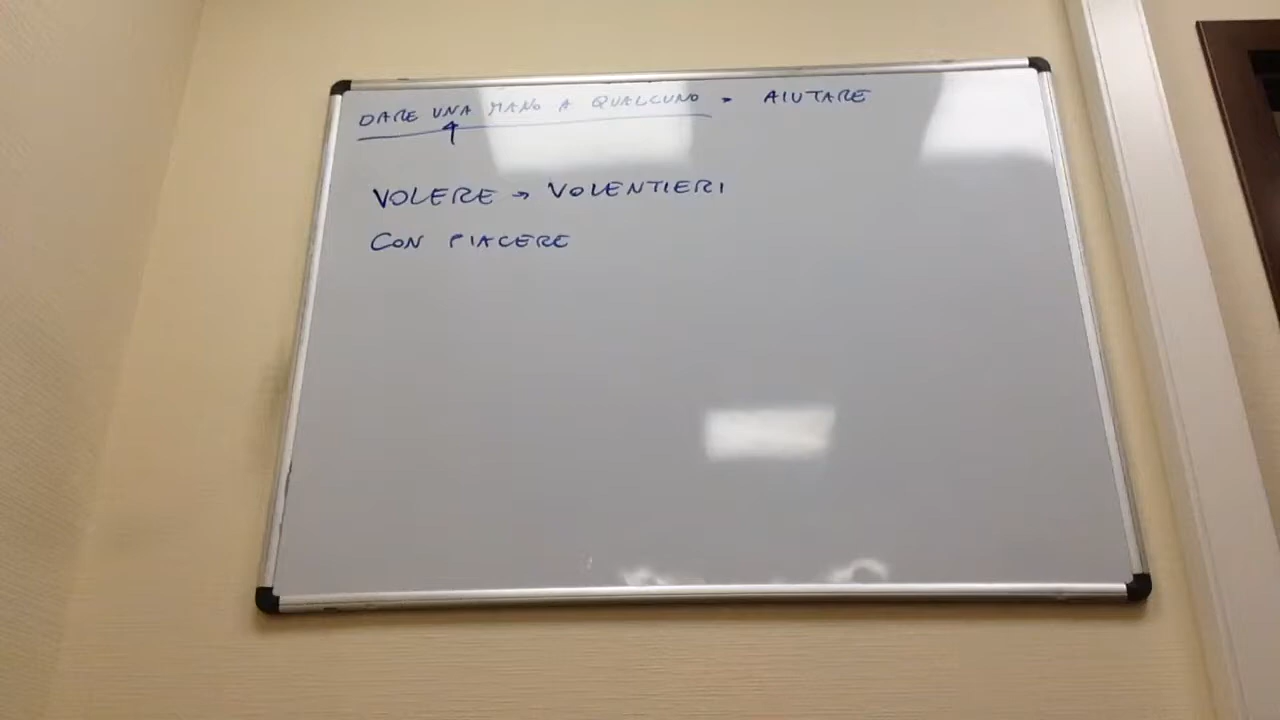 DARE UNA MANO A QUALCUNO = AIUTARE
VOLERE → VOLENTIERI
CON PIACERE